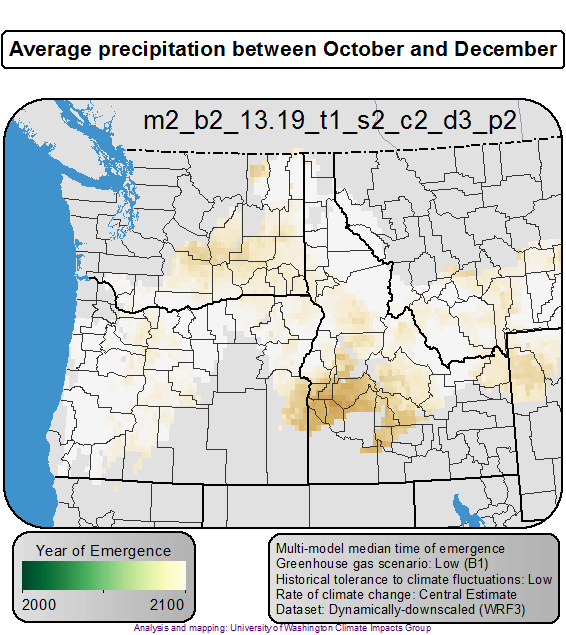 Average precipitation between October and December
m2_b2_13.19_t1_s2_c2_d3_p2
Year of Emergence
2000 2100
Multi-model median time of emergence
Greenhouse gas scenario: Low (B1)
Historical tolerance to climate fluctuations: Low
Rate of climate change: Central Estimate
Dataset: Dynamically-downscaled (WRF3)
Analysis and mapping: University of Washington Climate Impacts Group